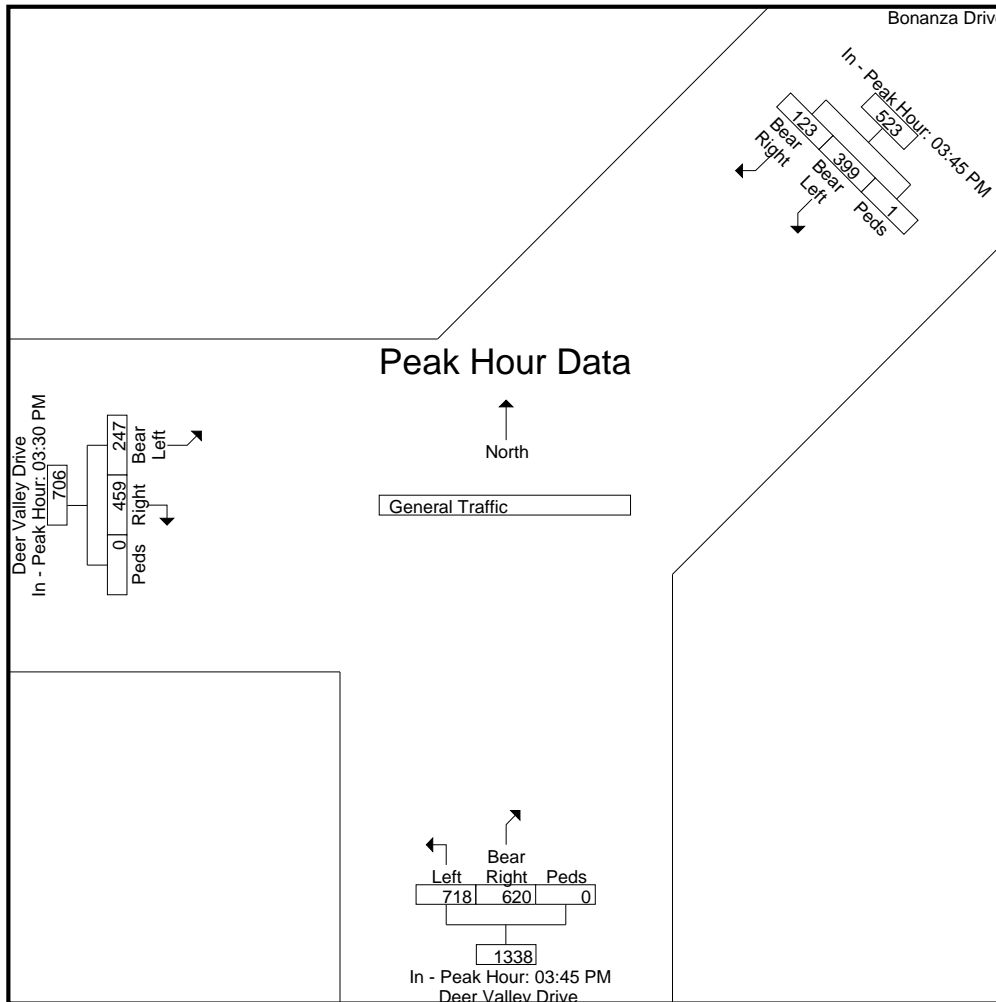 Bonanza Driv
In - Peak Hour: 03:45 PM
523
123
399
1
Bear
Right
Bear
Left
Peds
Peak Hour Data
North
General Traffic
Deer Valley Drive
In - Peak Hour: 03:30 PM
706
247
459
0
Bear
Left
Right
Peds
Bear
Left
Right
Peds
718
620
0
1338
In - Peak Hour: 03:45 PM
Deer Valley Drive